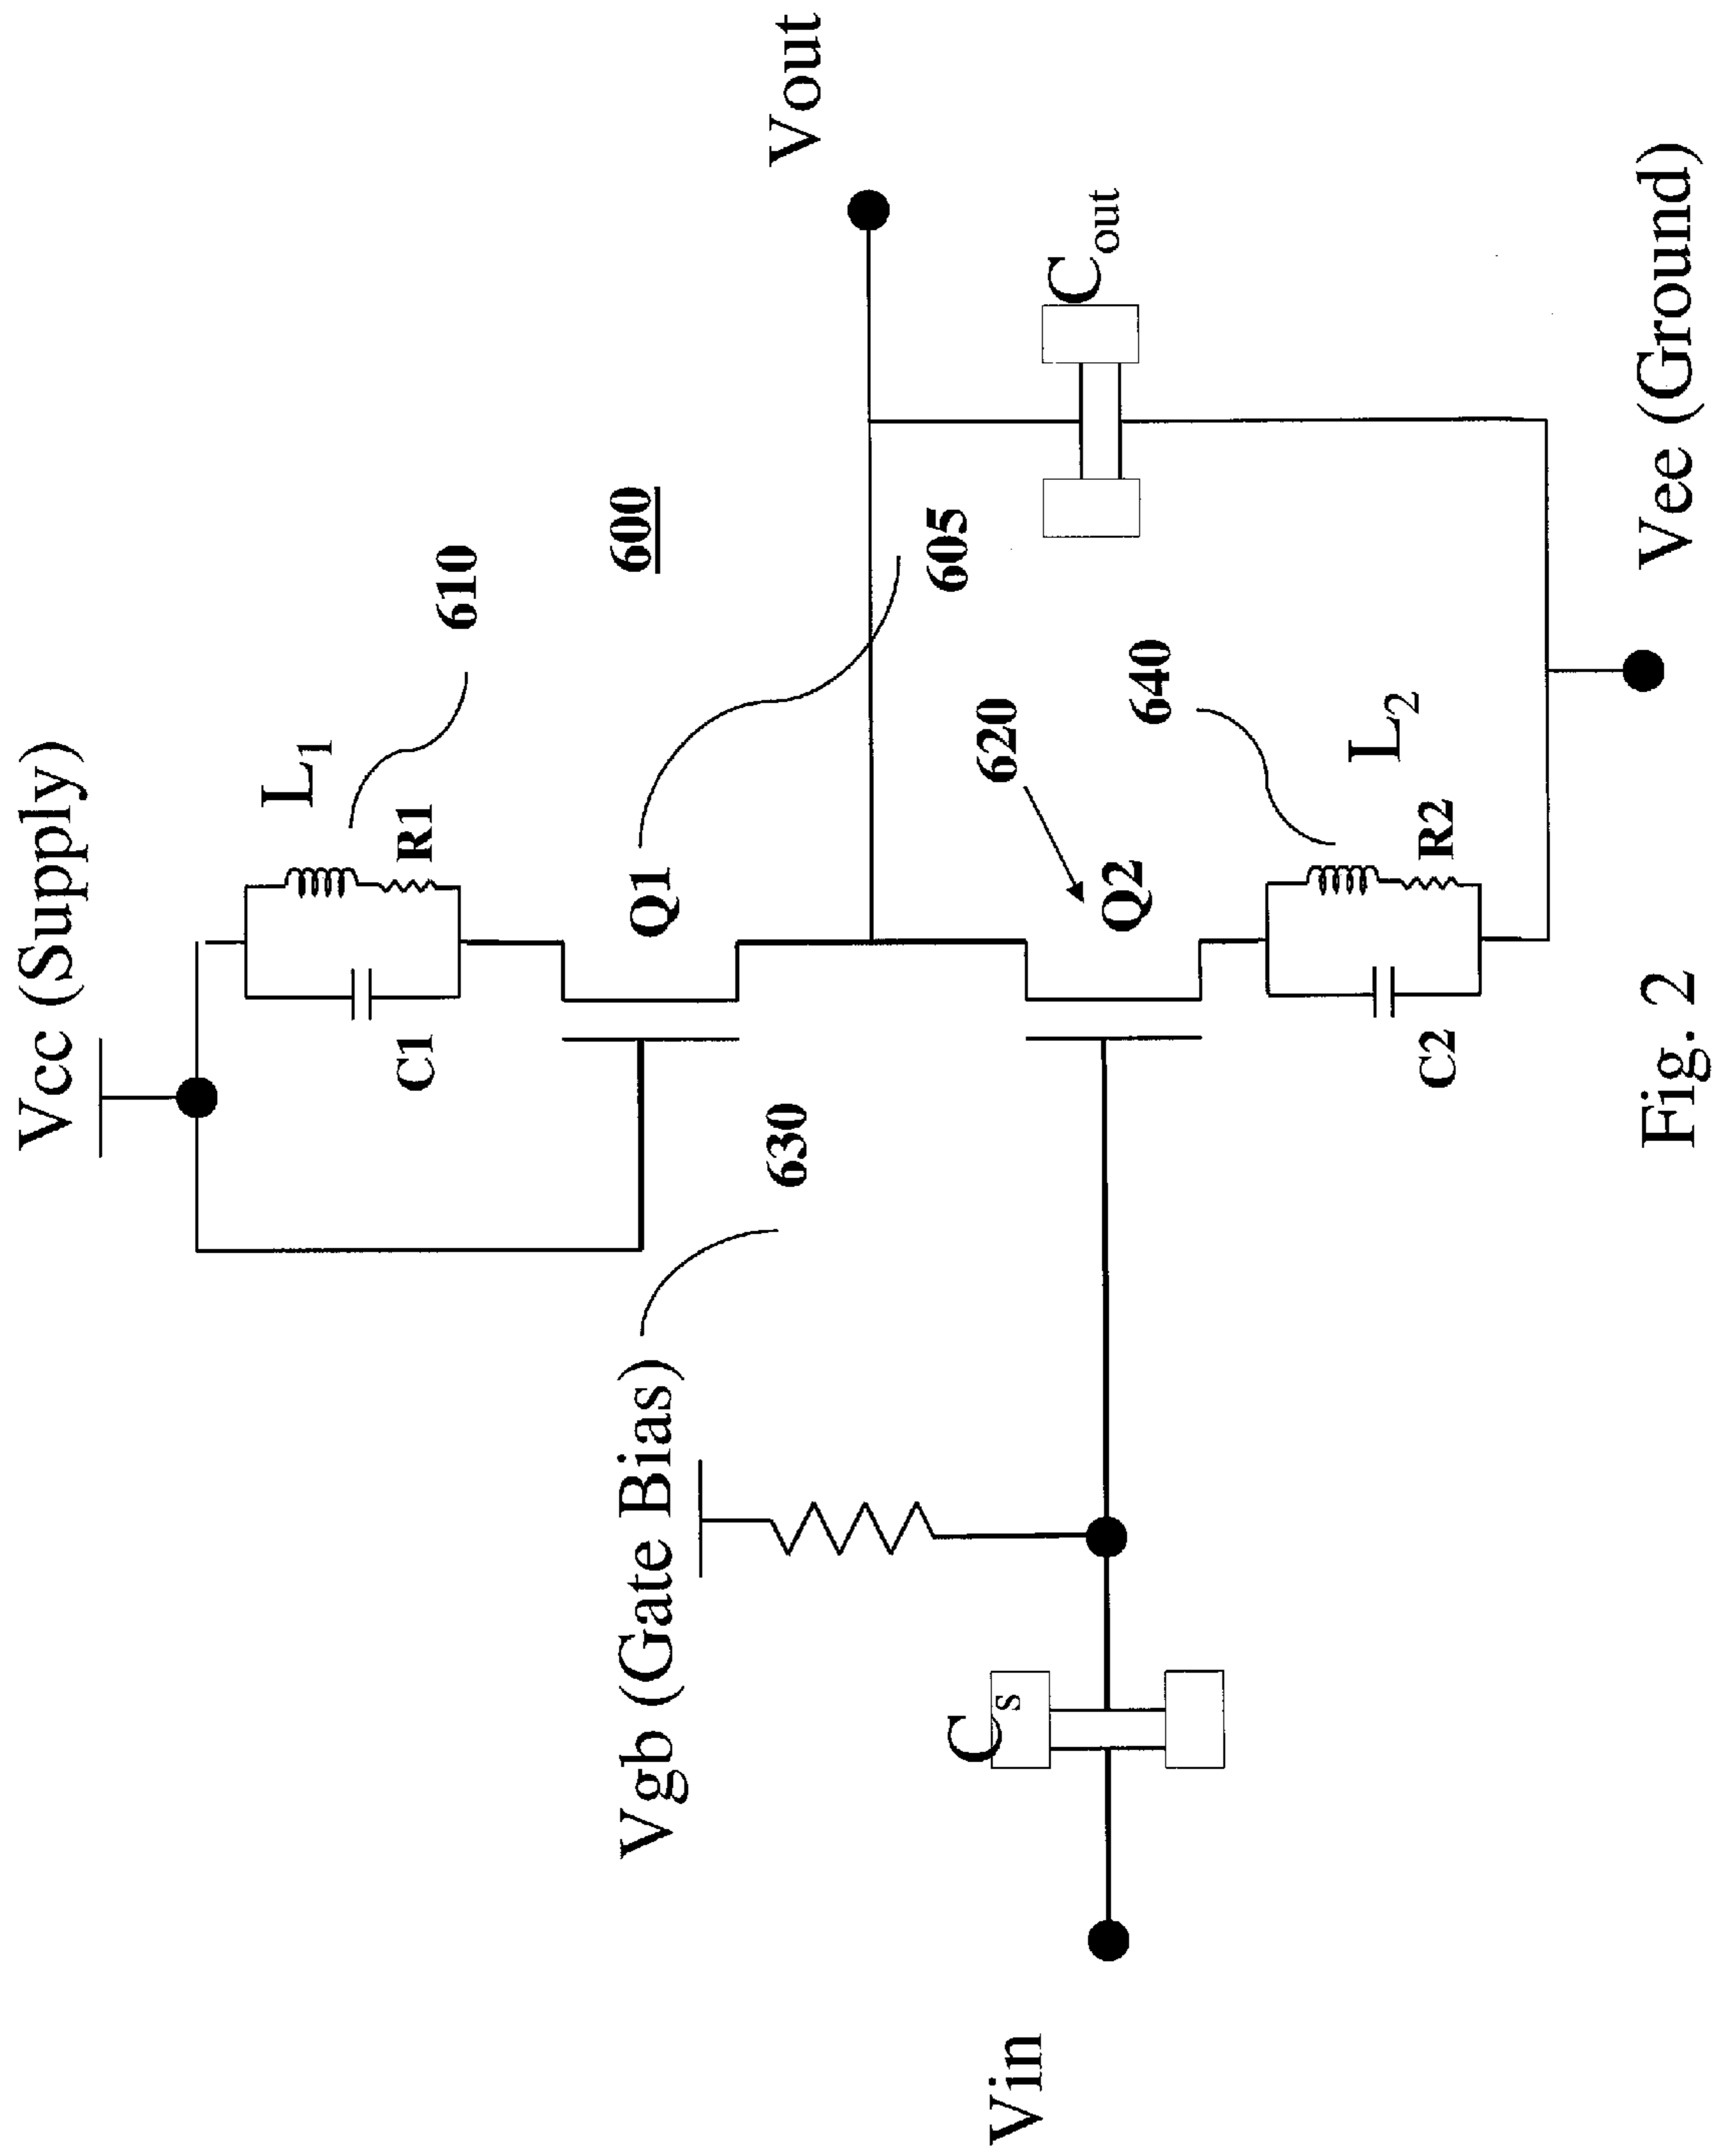 Vcc (Supply)
L1
610
R1
C1
600
Vout
Q1
605
630
Vgb (Gate Bias)
Cout
620
Q2
640
L2
R2
C2
Cs
Vin
Vee (Ground)
Fig. 2